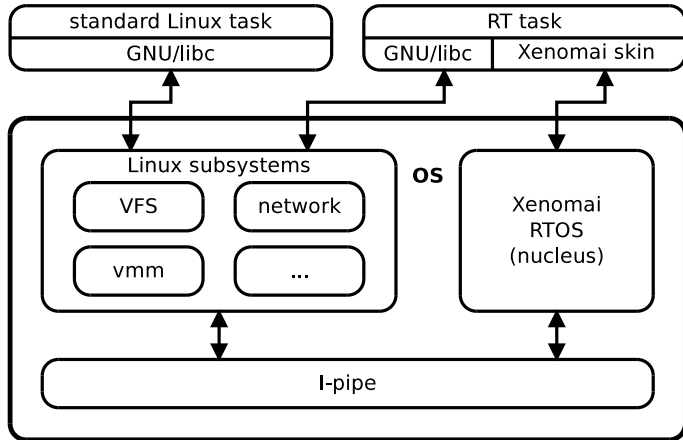 standard Linux task
GNU/libc
RT task
GNU/libc
Xenomai skin
Linux subsystems
VFS
network
vmm
...
OS
Xenomai
RTOS
(nucleus)
I-pipe